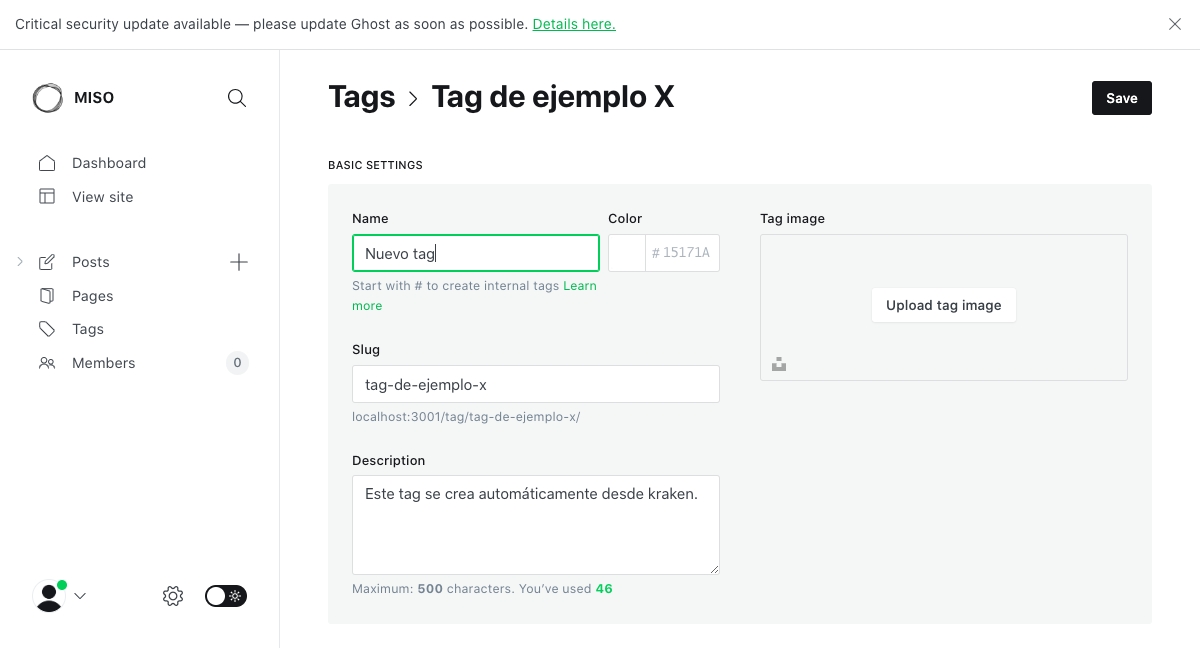 Critical security update available — please update Ghost as soon as possible. Details here.
MISO
Dashboard
View site
Posts
Pages
Tags
Members
0
Tags > Tag de ejemplo X
Save
BASIC SETTINGS
Name
Nuevo tag
Start with # to create internal tags Learn
more
Color
# 15171A
Slug
tag-de-ejemplo-x
localhost:3001/tag/tag-de-ejemplo-x/
Description
Este tag se crea automáticamente desde kraken.
Maximum: 500 characters. You’ve used 46
Tag image
Upload tag image